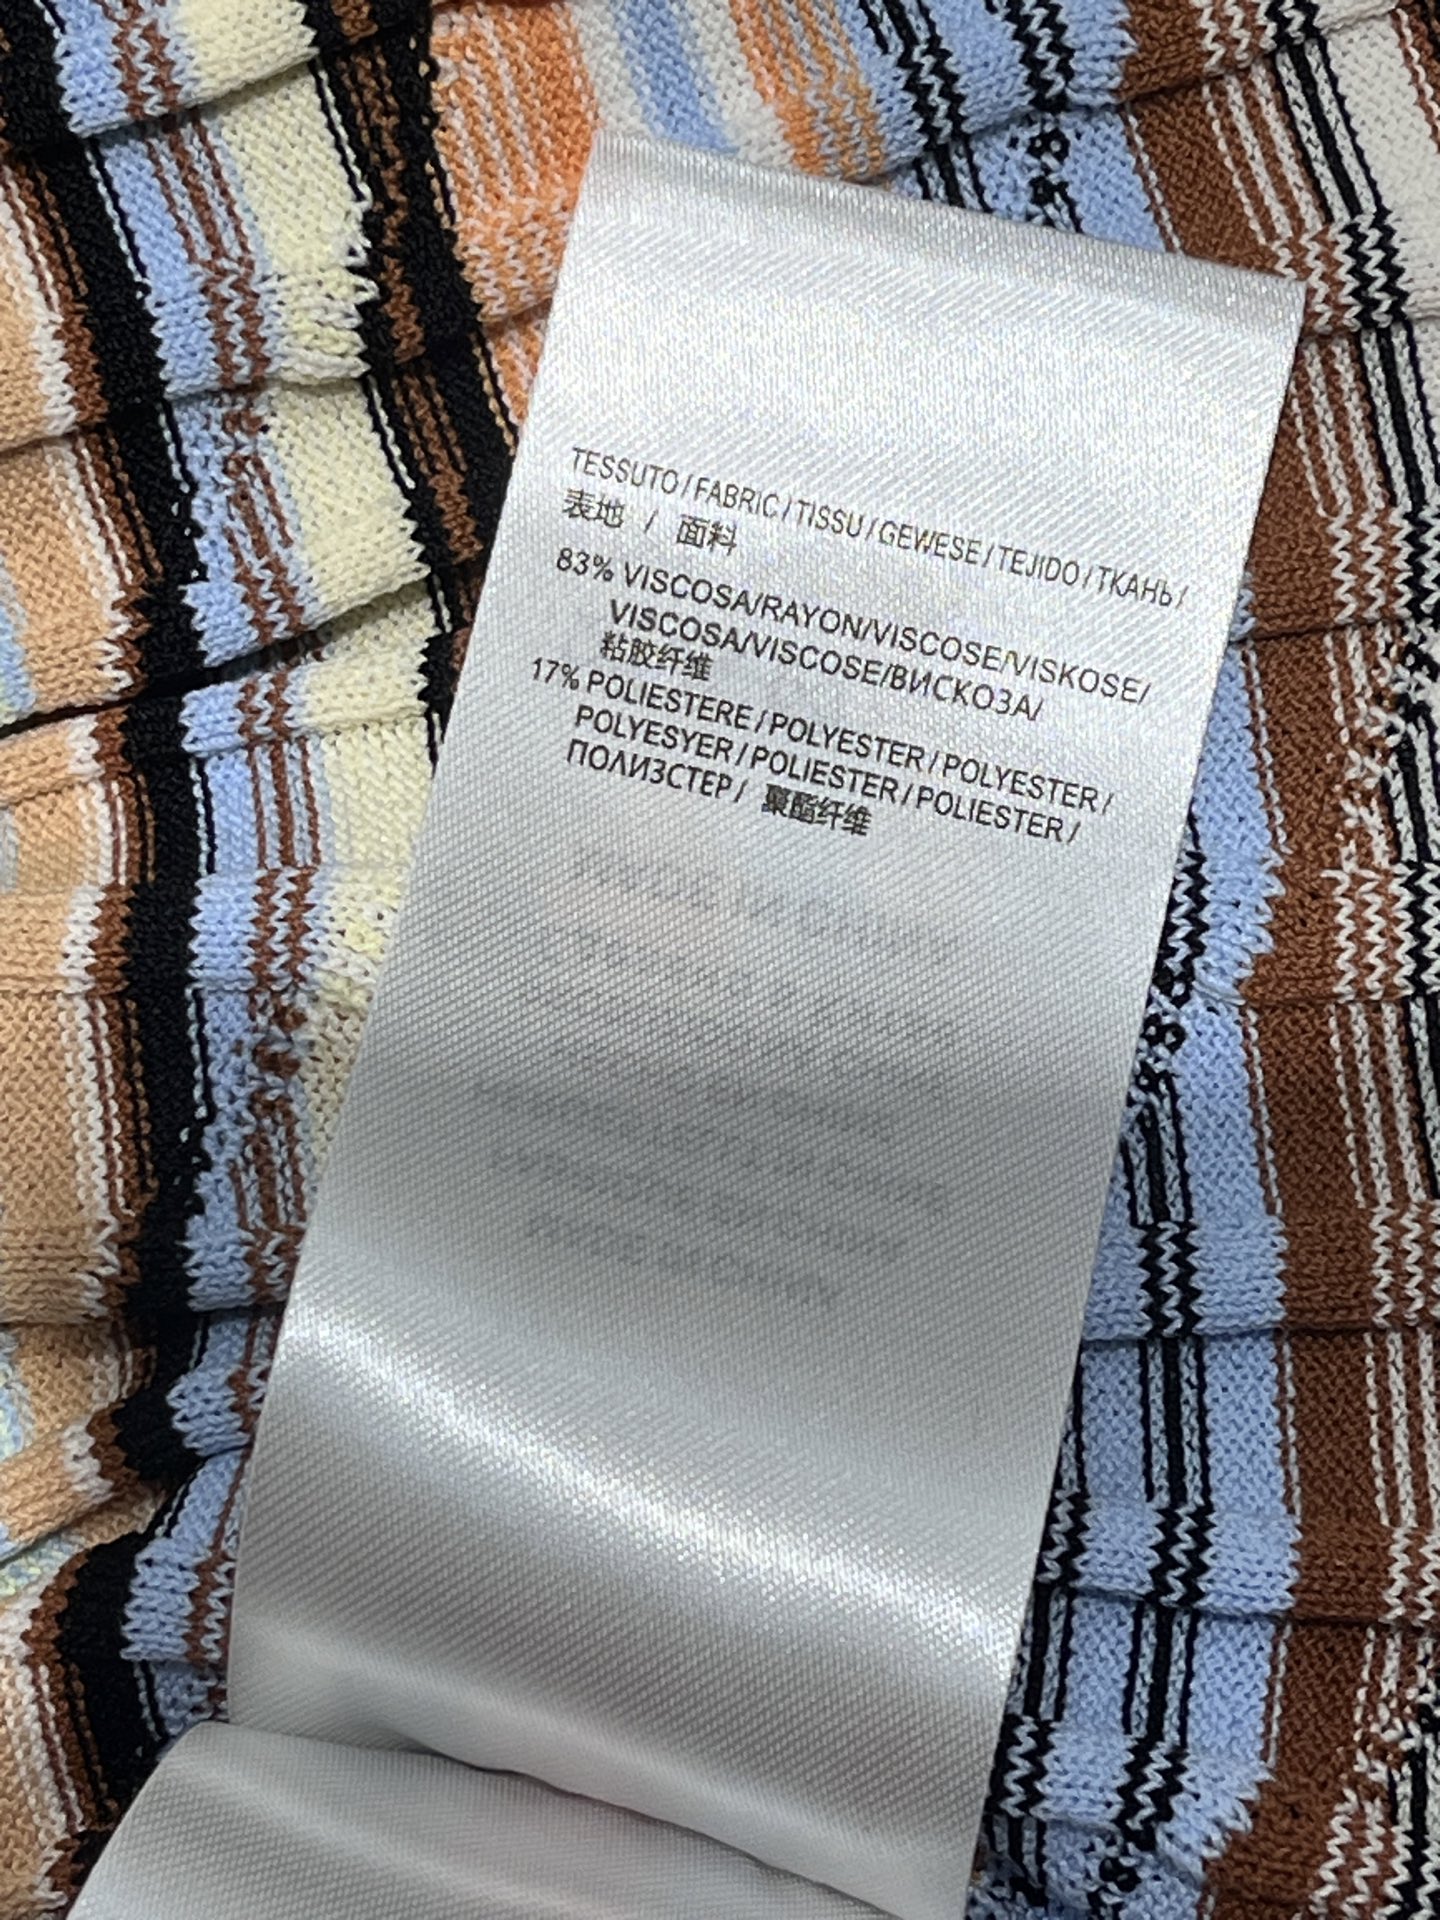 TESSUTO / FABRIC / TISSU / GEWESE / TEJIDO / ТКАНЬ /
表地 / 面料
83% VISCOSA/RAYON/VISCOSE/VISKOSE/
VISCOSA/VISCOSE/ВИСКОЗА/
粘胶纤维
17% POLIESTERE / POLYESTER / POLYESTER /
POLYESYER / POLIESTER / POLIESTER /
ПОЛИЗСТЕР / 聚酯纤维